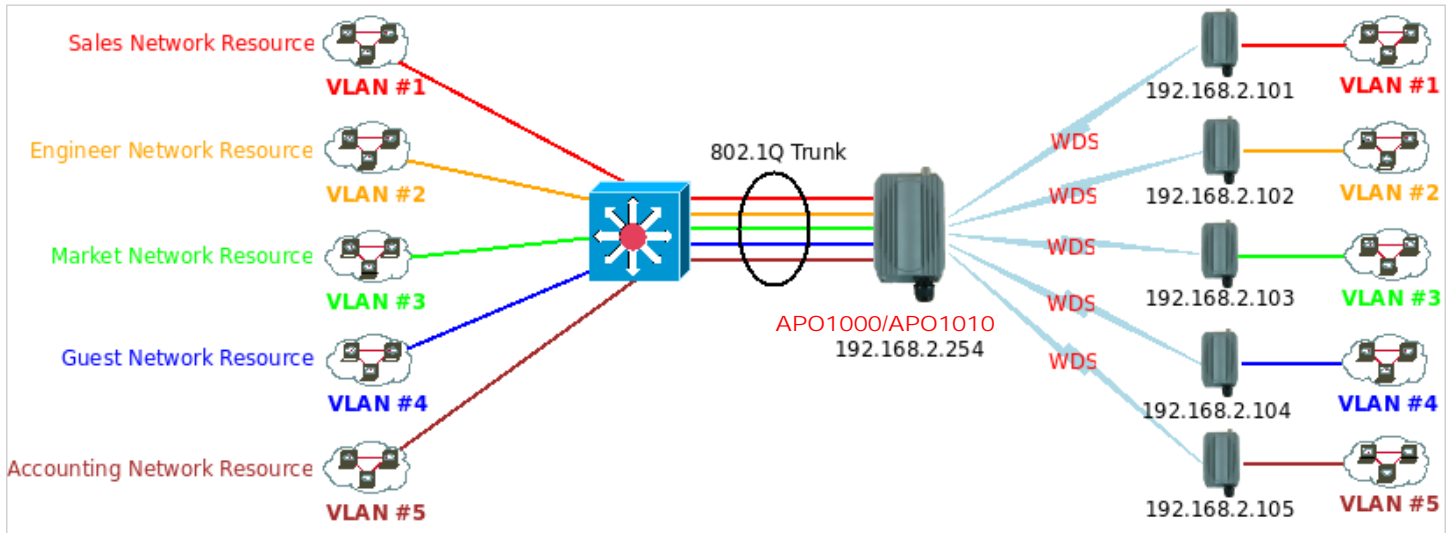 Sales Network Resource
VLAN #1
Engineer Network Resource
VLAN #2
Market Network Resource
VLAN #3
Guest Network Resource
VLAN #4
Accounting Network Resource
VLAN #5
802.1Q Trunk
APO1000/APO1010
192.168.2.254
WDS
WDS
WDS
WDS
WDS
192.168.2.101
VLAN #1
192.168.2.102
VLAN #2
192.168.2.103
VLAN #3
192.168.2.104
VLAN #4
192.168.2.105
VLAN #5